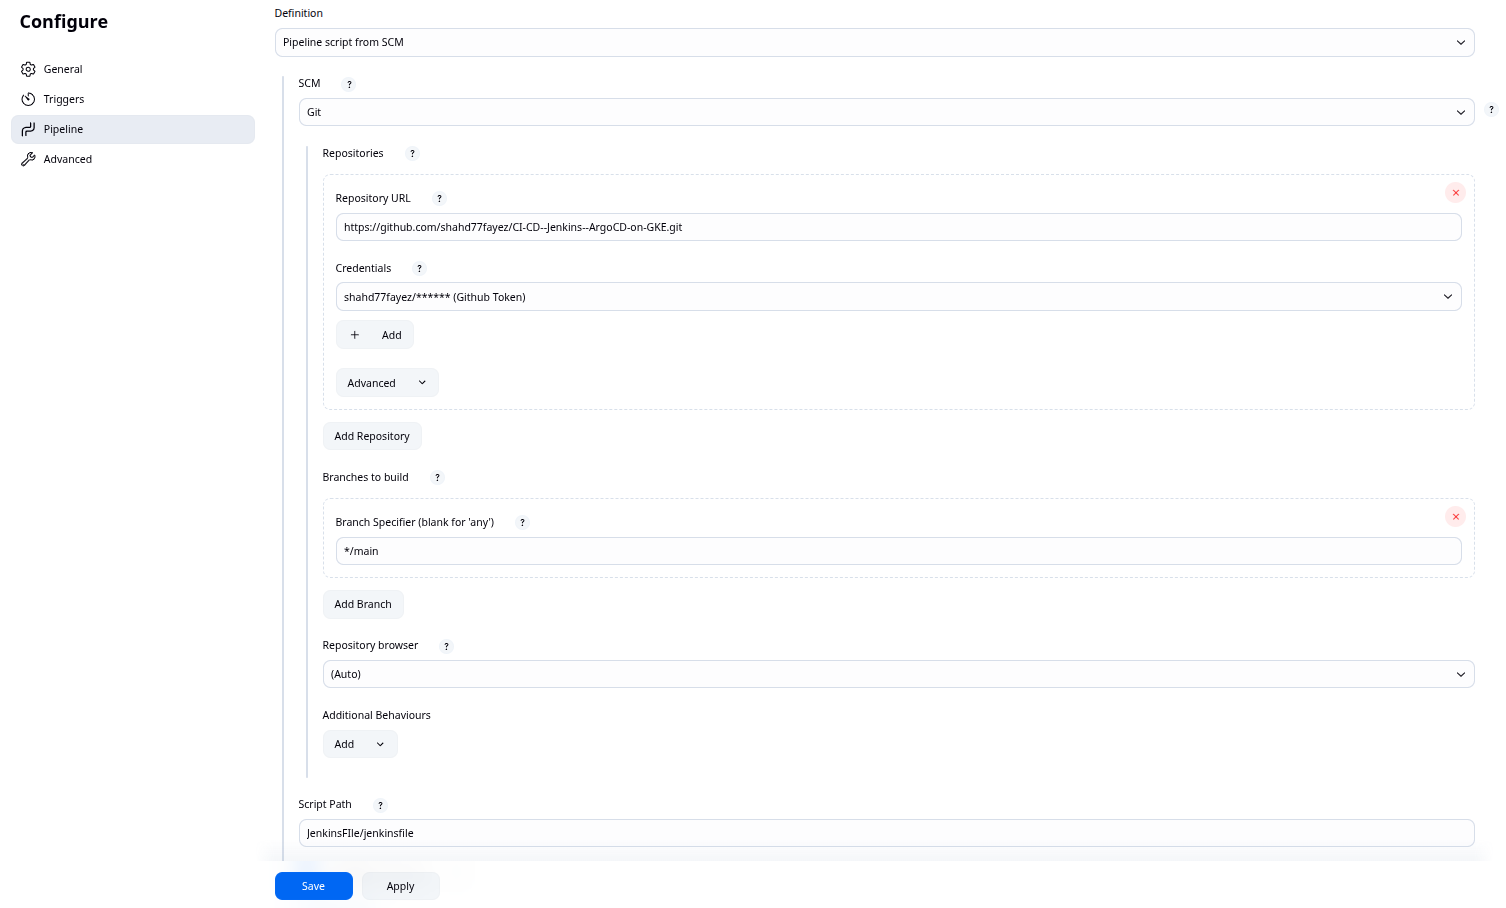 Configure
General
Triggers
Pipeline
Advanced
Definition
Pipeline script from SCM
SCM ?
Git
?
Repositories ?
Repository URL ?
https://github.com/shahd77fayez/CI-CD--Jenkins--ArgoCD-on-GKE.git
Credentials ?
shahd77fayez/****** (Github Token)
+ Add
Advanced
Add Repository
Branches to build ?
Branch Specifier (blank for 'any') ?
*/main
Add Branch
Repository browser ?
(Auto)
Additional Behaviours
Add
Script Path ?
JenkinsFIle/jenkinsfile
Save Apply